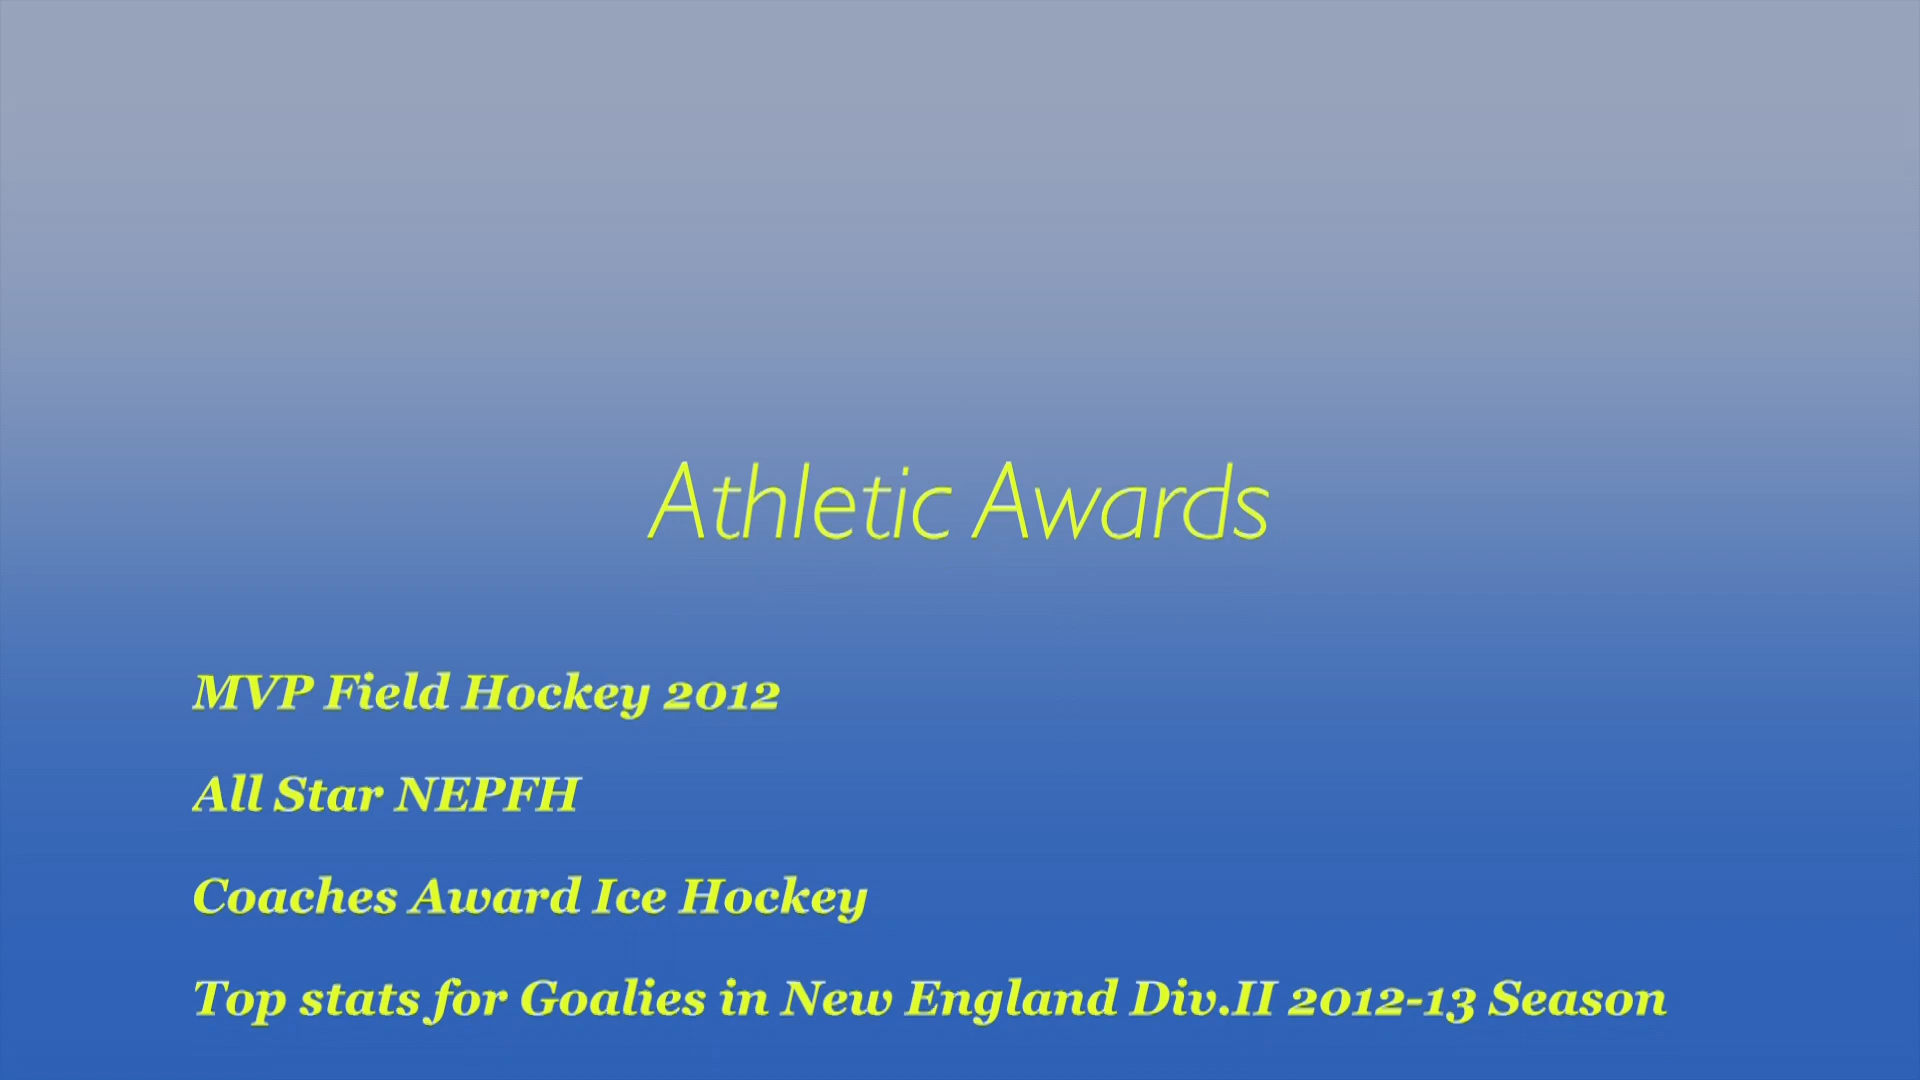 Athletic Awards
MVP Field Hockey 2012
All Star NEPFH
Coaches Award Ice Hockey
Top stats for Goalies in New England Div.II 2012-13 Season